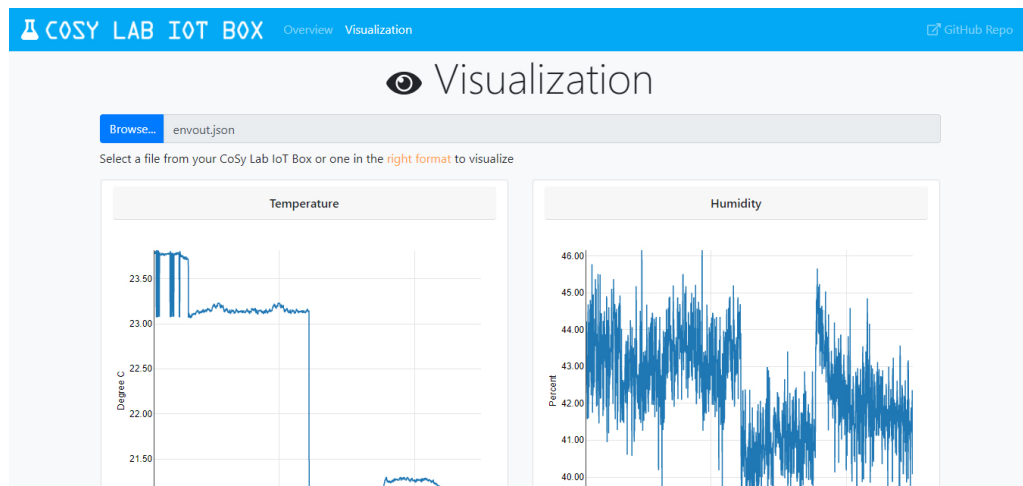 COSY LAB IOT BOX Overview Visualization GitHub Repo
Visualization
Browse... envout.json
Select a file from your CoSy Lab IoT Box or one in the right format to visualize
Temperature
23.50
23.00
22.50
22.00
21.50
Degree C
Humidity
46.00
45.00
44.00
43.00
42.00
41.00
40.00
Percent